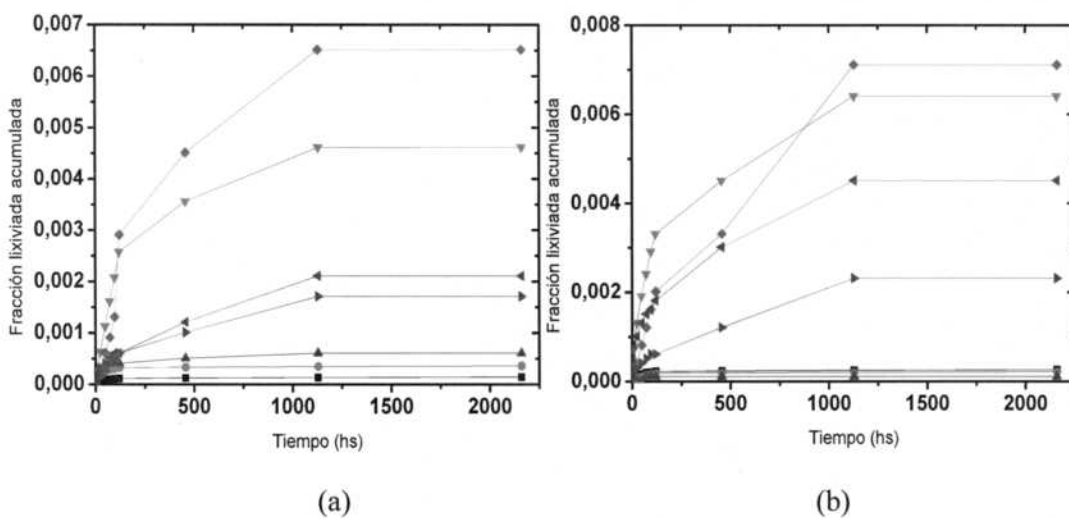 0,007
0,006
0,005
0,004
0,003
0,002
0,001
0,000
Fracción lixiviada acumulada
0 500 1000 1500 2000
Tiempo (hs)
(a)
0,008
0,006
0,004
0,002
0,000
Fracción lixiviada acumulada
0 500 1000 1500 2000
Tiempo (hs)
(b)